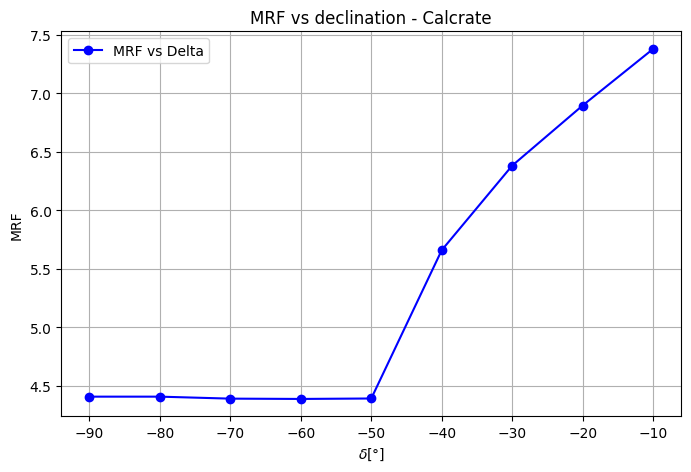 MRF vs declination - Calcrate
MRF vs Delta
7.5
7.0
6.5
6.0
5.5
5.0
4.5
MRF
−90 −80 −70 −60 −50 −40 −30 −20 −10
δ[°]